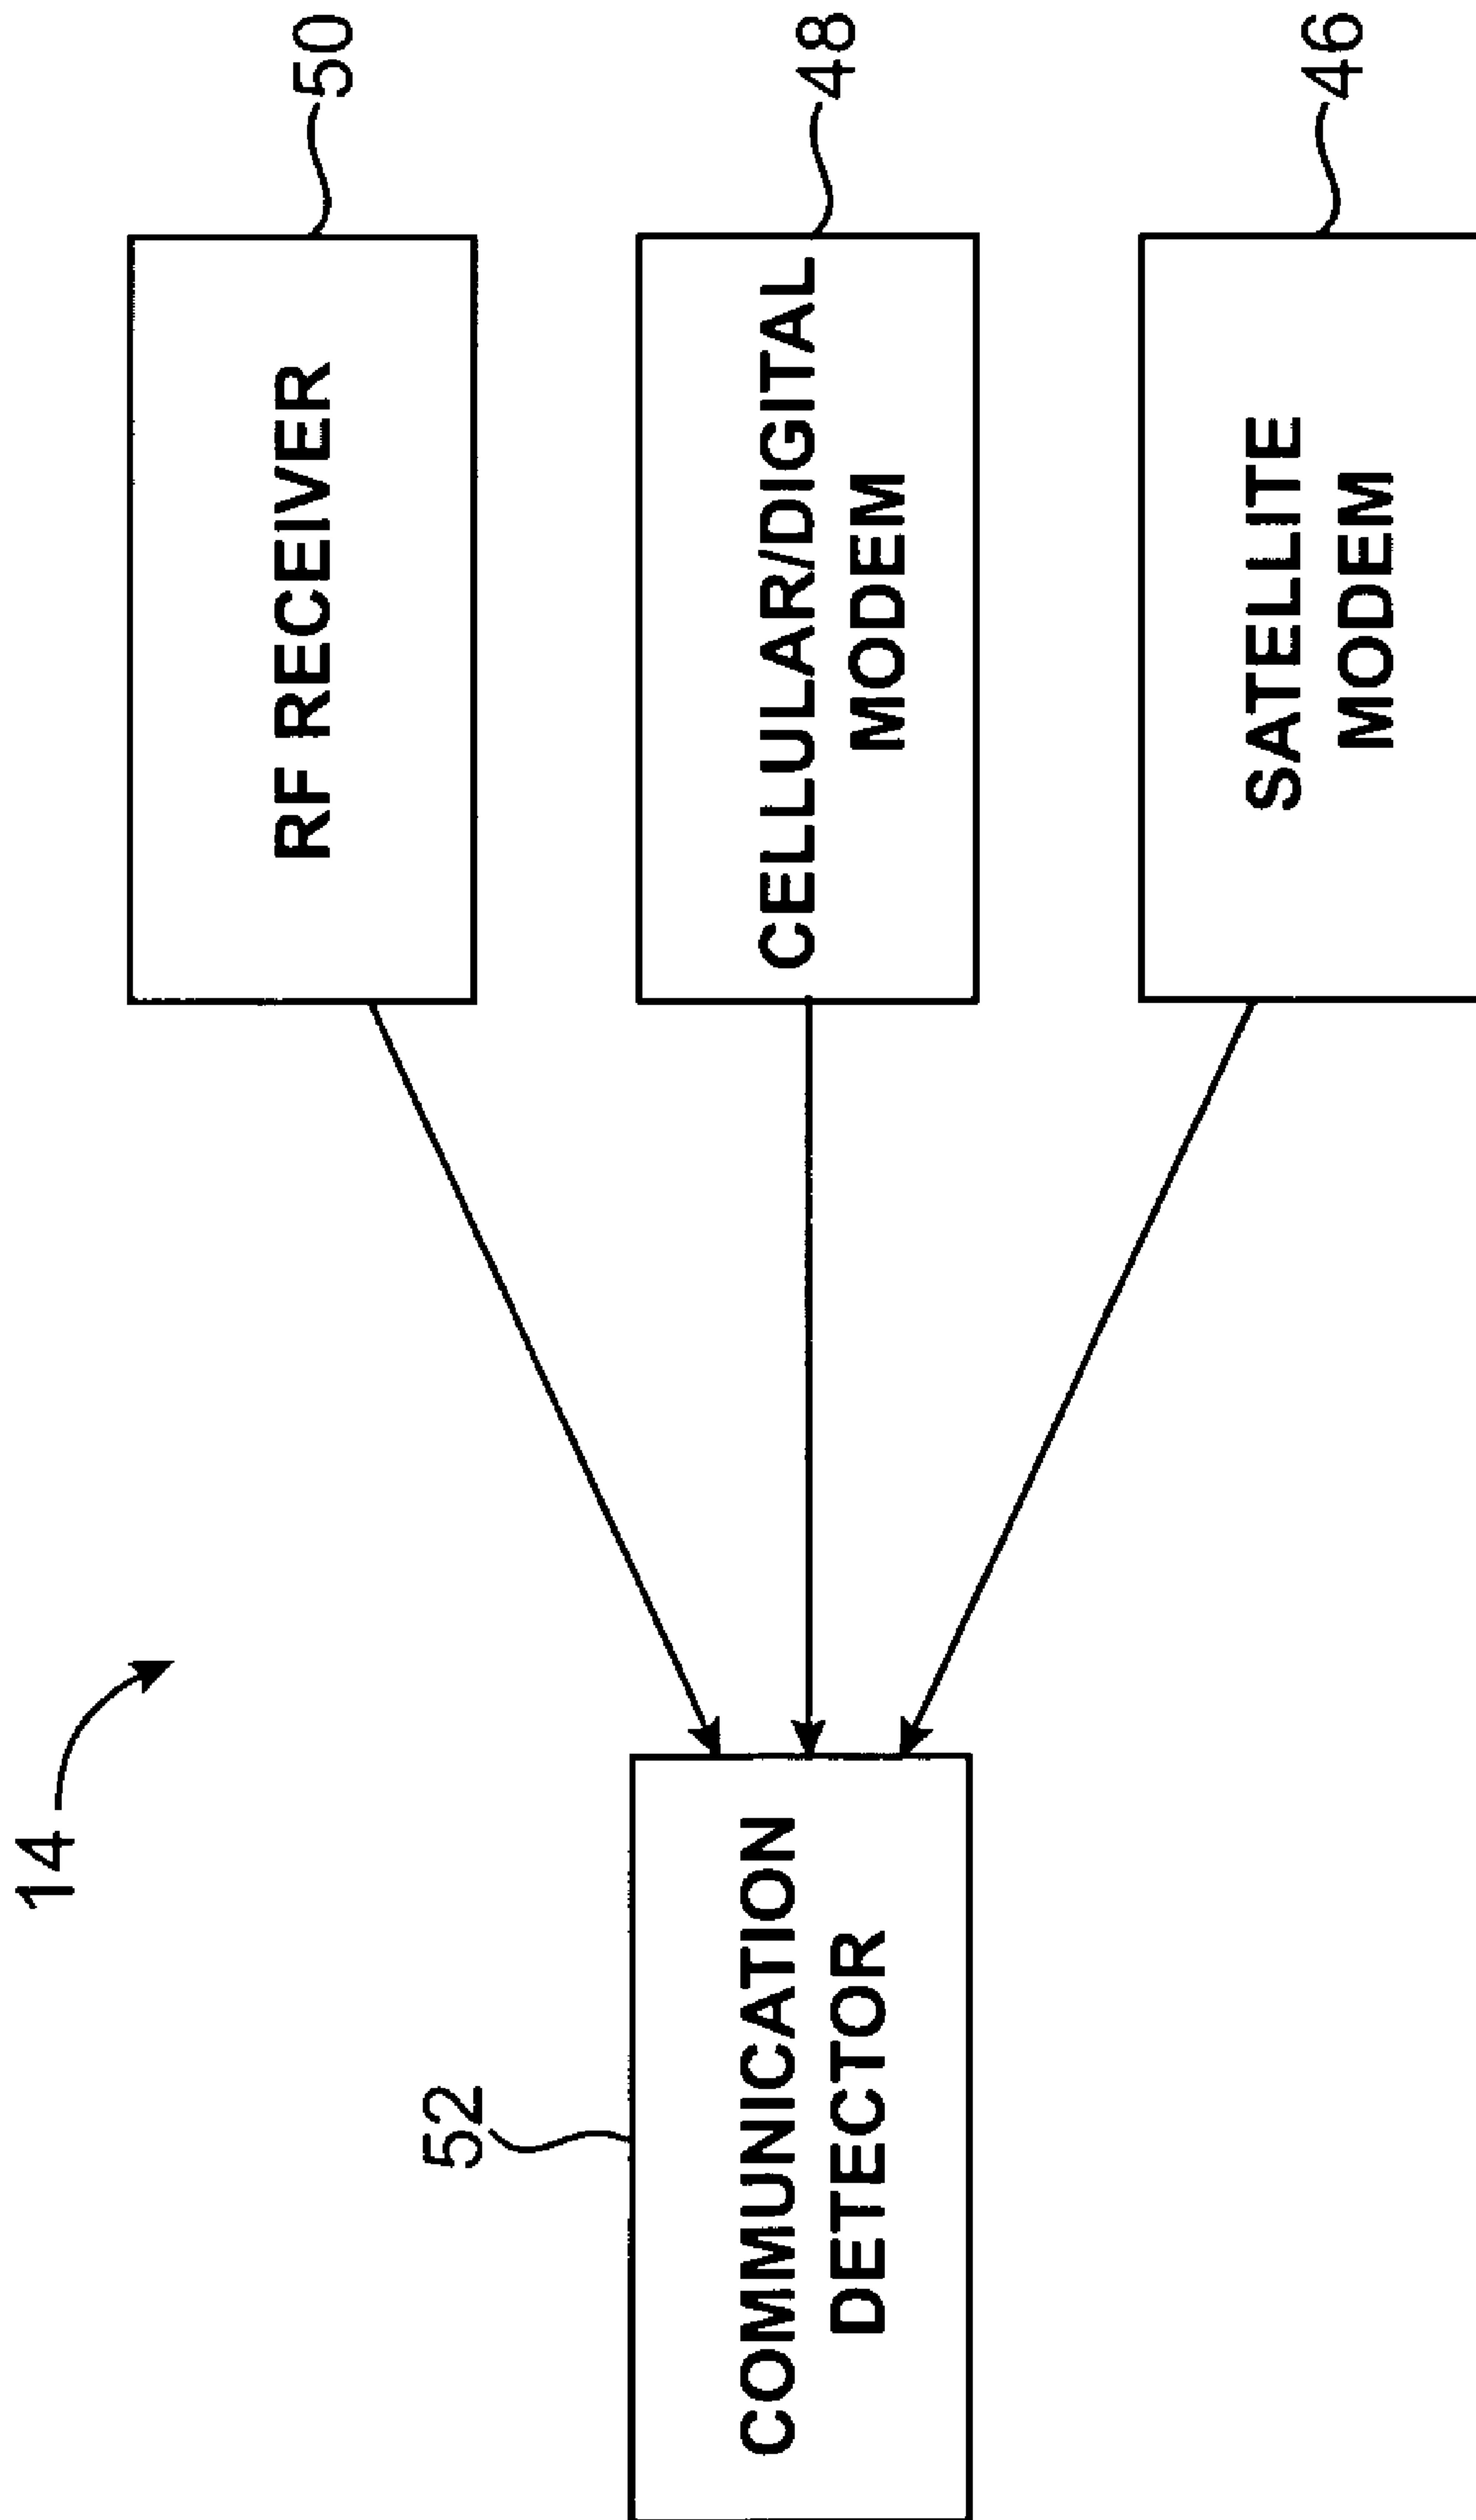 14
52
COMMUNICATION
DETECTOR
RF RECEIVER
50
CELLULAR/DIGITAL
MODEM
48
SATELLITE
MODEM
46